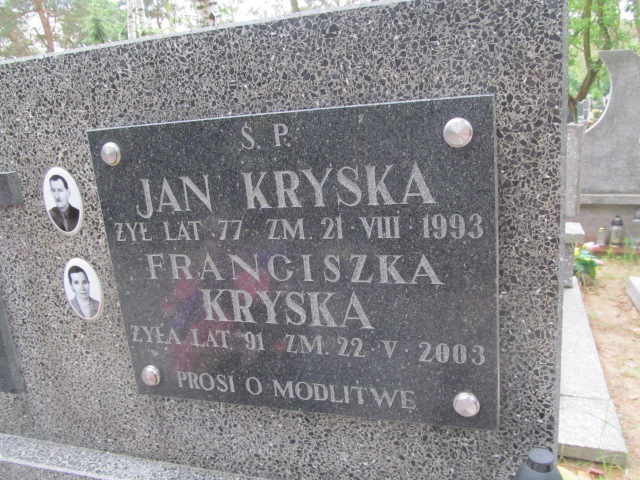 Ś. P.
JAN KRYSKA
ŻYŁ LAT 77 ZM. 21·VIII·1993
FRANCISZKA
KRYSKA
ŻYŁA LAT 91 ZM. 22·V·2003
PROSI O MODLITWĘ